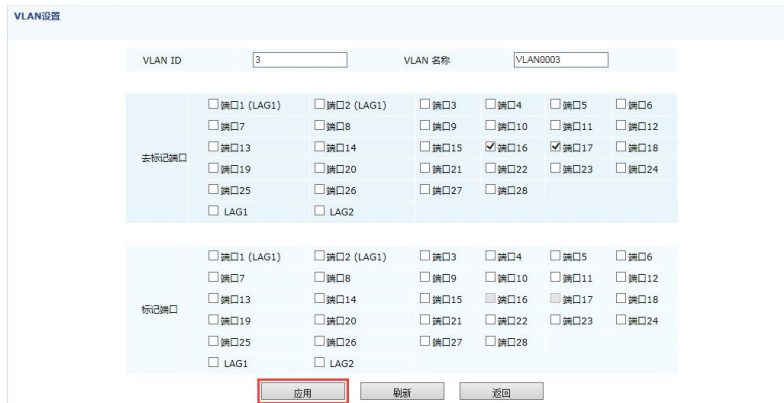 VLAN设置
VLAN ID 3 VLAN 名称 VLAN0003
端口1 (LAG1) 端口2 (LAG1) 端口3 端口4 端口5 端口6
端口7 端口8 端口9 端口10 端口11 端口12
端口13 端口14 端口15 端口16 端口17 端口18
去标记端口
端口19 端口20 端口21 端口22 端口23 端口24
端口25 端口26 端口27 端口28
LAG1 LAG2
端口1 (LAG1) 端口2 (LAG1) 端口3 端口4 端口5 端口6
端口7 端口8 端口9 端口10 端口11 端口12
端口13 端口14 端口15 端口16 端口17 端口18
标记端口
端口19 端口20 端口21 端口22 端口23 端口24
端口25 端口26 端口27 端口28
LAG1 LAG2
应用 刷新 返回